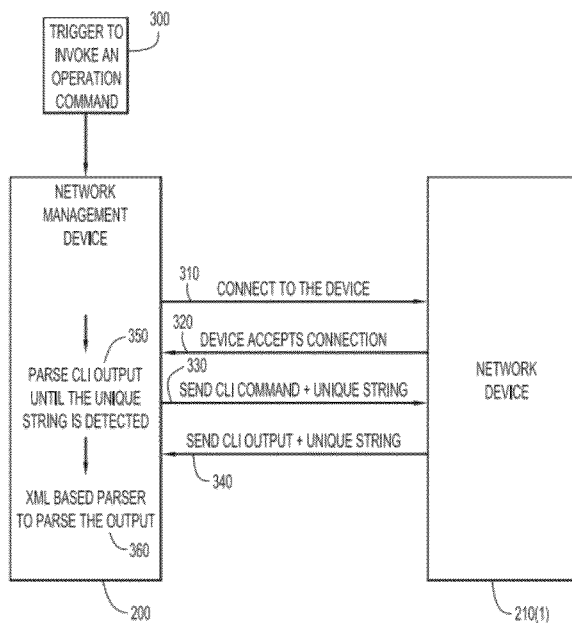 300
TRIGGER TO
INVOKE AN
OPERATION
COMMAND
NETWORK
MANAGEMENT
DEVICE
310
CONNECT TO THE DEVICE
320
DEVICE ACCEPTS CONNECTION
350
330
PARSE CLI OUTPUT
UNTIL THE UNIQUE
STRING IS DETECTED
SEND CLI COMMAND + UNIQUE STRING
NETWORK
DEVICE
SEND CLI OUTPUT + UNIQUE STRING
340
XML BASED PARSER
TO PARSE THE OUTPUT
360
200
210(1)